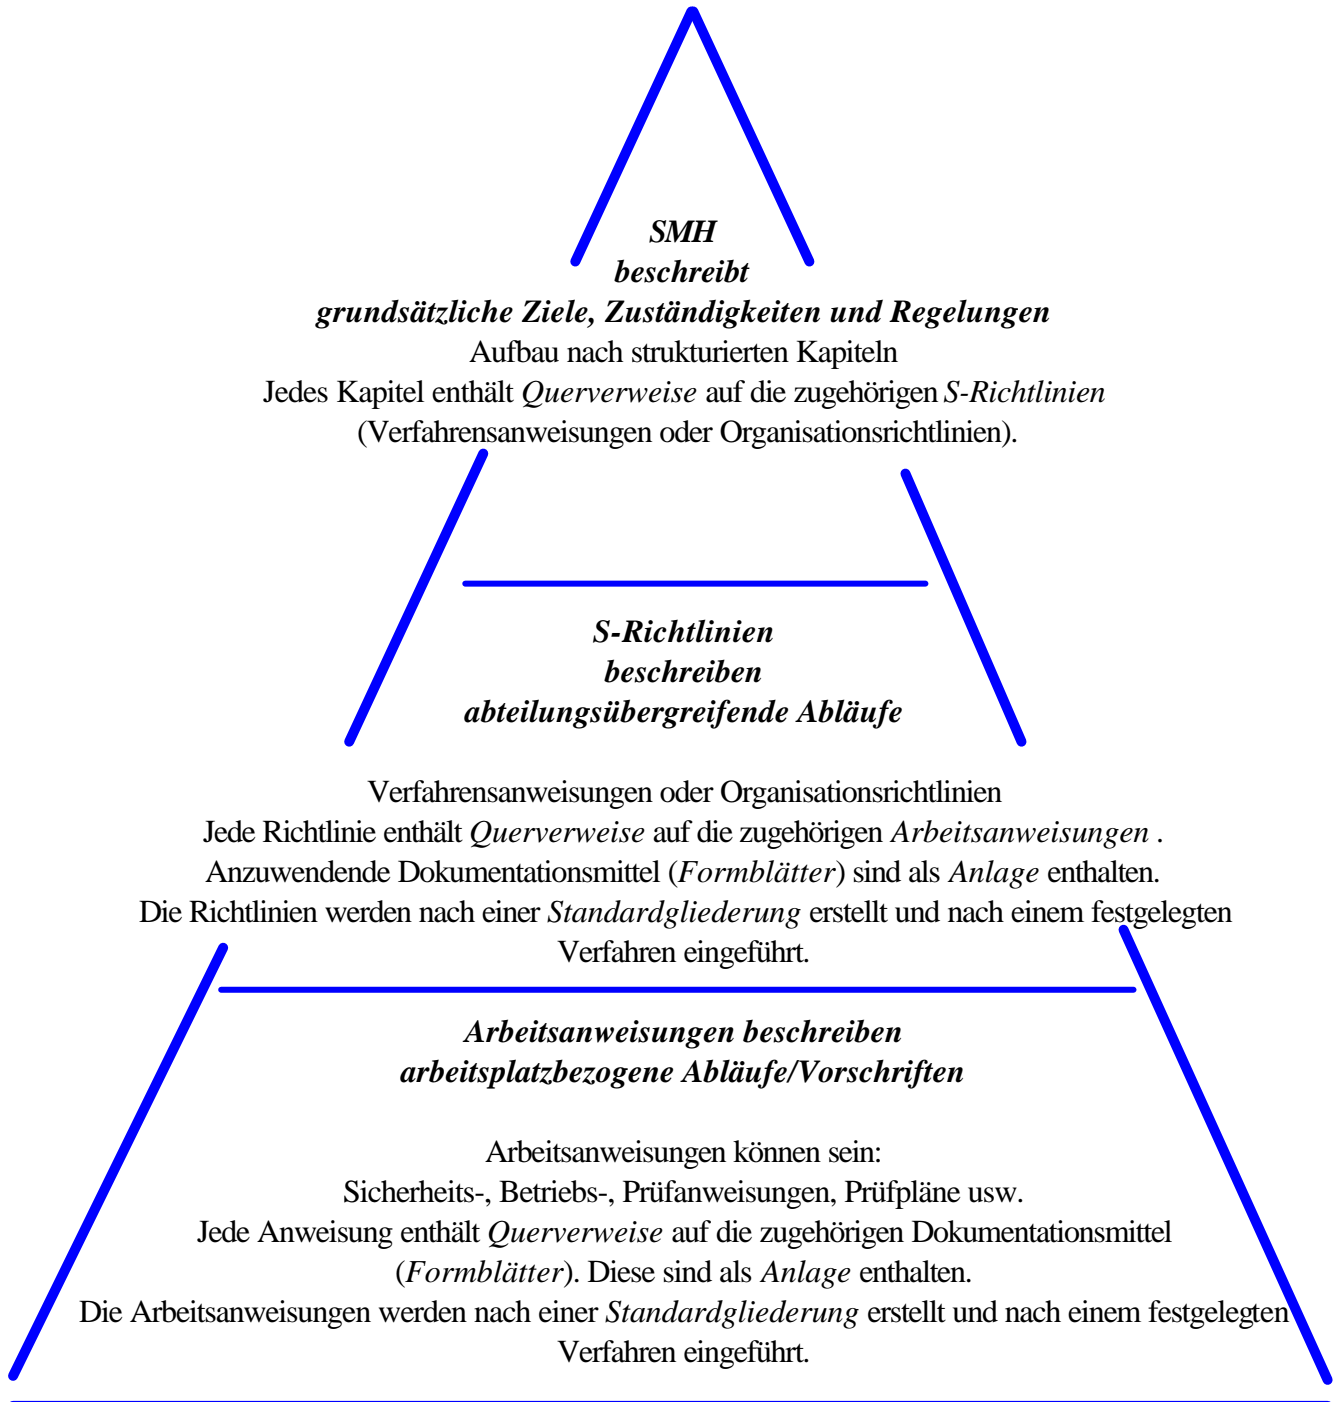 SMH
beschreibt
grundsätzliche Ziele, Zuständigkeiten und Regelungen
Aufbau nach strukturierten Kapiteln
Jedes Kapitel enthält Querverweise auf die zugehörigen S-Richtlinien
(Verfahrensanweisungen oder Organisationsrichtlinien).
S-Richtlinien
beschreiben
abteilungsübergreifende Abläufe
Verfahrensanweisungen oder Organisationsrichtlinien
Jede Richtlinie enthält Querverweise auf die zugehörigen Arbeitsanweisungen .
Anzuwendende Dokumentationsmittel (Formblätter) sind als Anlage enthalten.
Die Richtlinien werden nach einer Standardgliederung erstellt und nach einem festgelegten
Verfahren eingeführt.
Arbeitsanweisungen beschreiben
arbeitsplatzbezogene Abläufe/Vorschriften
Arbeitsanweisungen können sein:
Sicherheits-, Betriebs-, Prüfanweisungen, Prüfpläne usw.
Jede Anweisung enthält Querverweise auf die zugehörigen Dokumentationsmittel
(Formblätter). Diese sind als Anlage enthalten.
Die Arbeitsanweisungen werden nach einer Standardgliederung erstellt und nach einem festgelegten
Verfahren eingeführt.